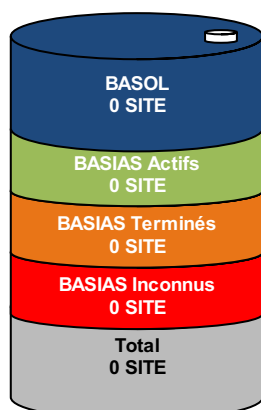 BASOL
0 SITE
BASIAS Actifs
0 SITE
BASIAS Terminés
0 SITE
BASIAS Inconnus
0 SITE
Total
0 SITE